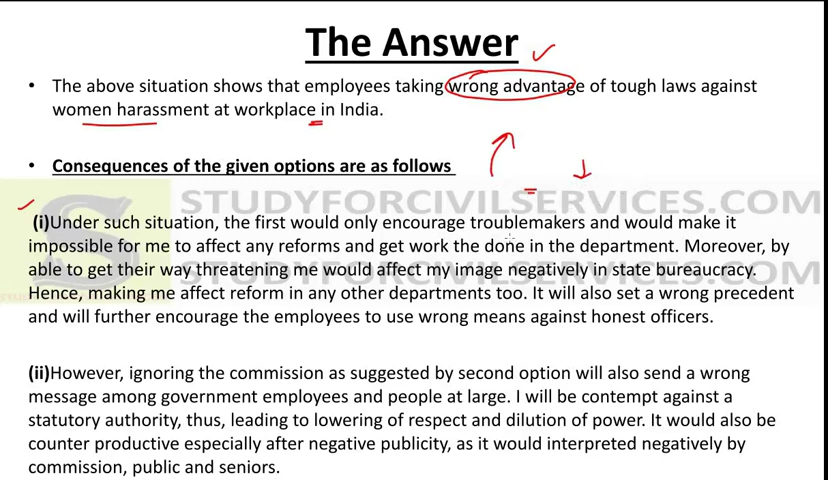 The Answer
• The above situation shows that employees taking wrong advantage of tough laws against
women harassment at workplace in India.
• Consequences of the given options are as follows
STUDYFORCIVILSERVICES.COM
(i)Under such situation, the first would only encourage troublemakers and would make it
impossible for me to affect any reforms and get work the done in the department. Moreover, by
able to get their way threatening me would affect my image negatively in state bureaucracy.
Hence, making me affect reform in any other departments too. It will also set a wrong precedent
and will further encourage the employees to use wrong means against honest officers.
(ii)However, ignoring the commission as suggested by second option will also send a wrong
message among government employees and people at large. I will be contempt against a
statutory authority, thus, leading to lowering of respect and dilution of power. It would also be
counter productive especially after negative publicity, as it would interpreted negatively by
commission, public and seniors.